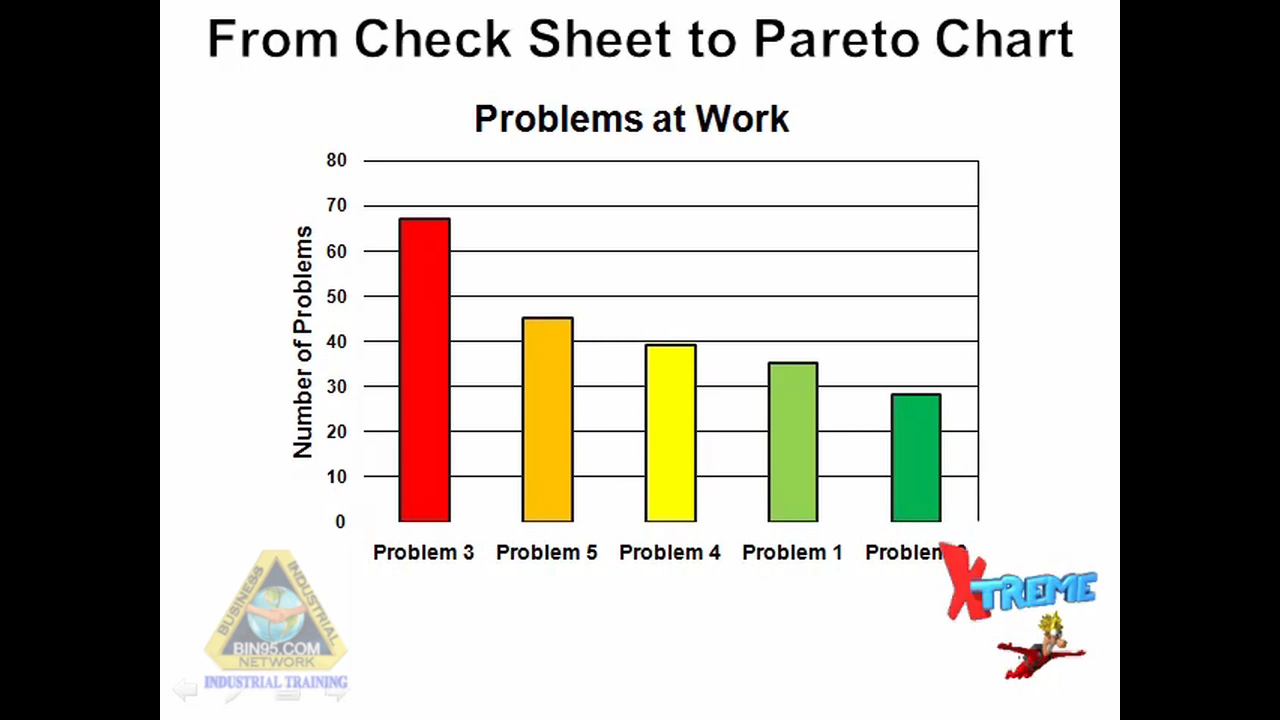 From Check Sheet to Pareto Chart
Problems at Work
Number of Problems
80
70
60
50
40
30
20
10
0
Problem 3 Problem 5 Problem 4 Problem 1
BUSINESS INDUSTRIAL
BIN95.COM
NETWORK
INDUSTRIAL TRAINING
XTREME